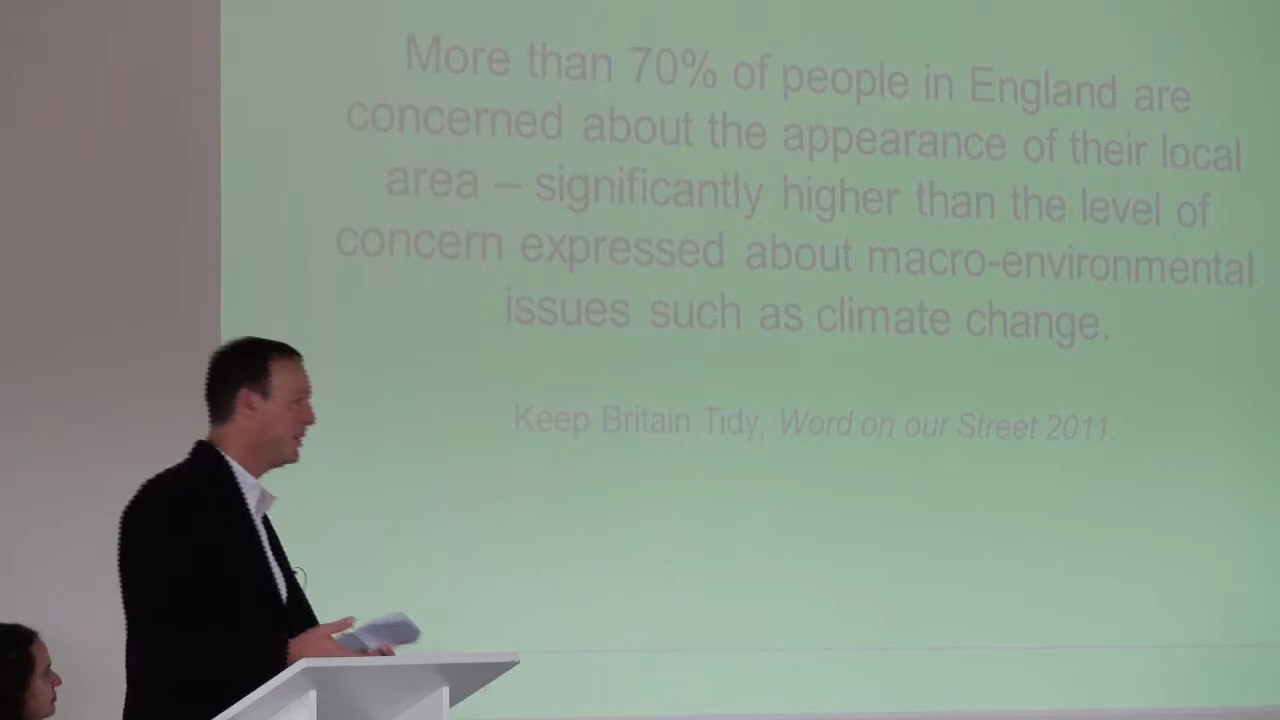 More than 70% of people in England are
concerned about the appearance of their local
area – significantly higher than the level of
concern expressed about macro-environmental
issues such as climate change.
Keep Britain Tidy, Word on our Street 2011.